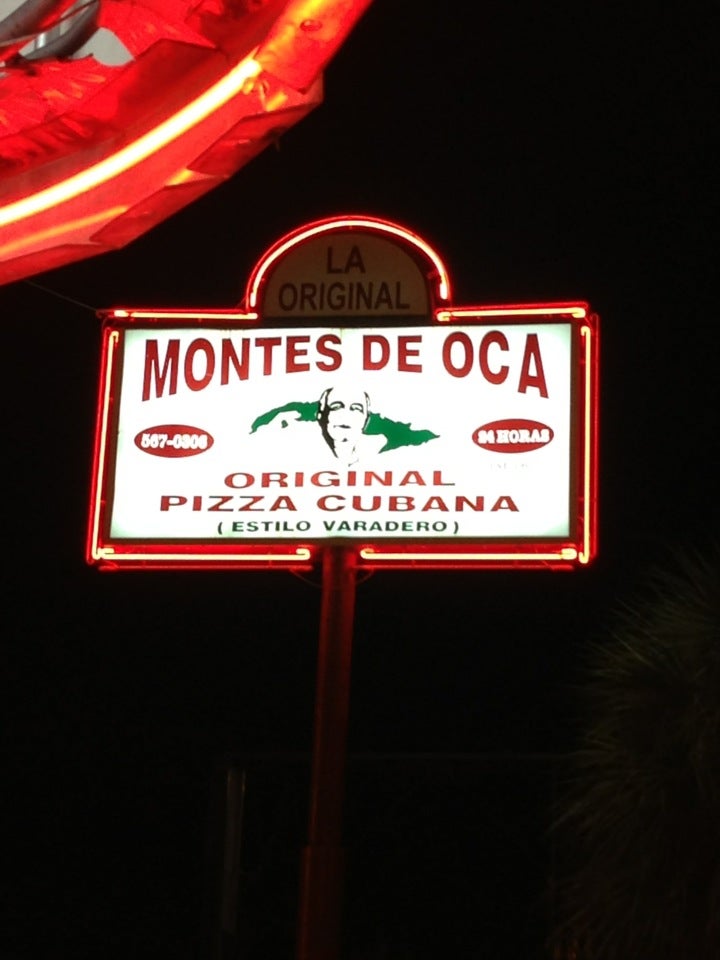 LA
ORIGINAL
MONTES DE OCA
567-0306
24 HORAS
ORIGINAL
PIZZA CUBANA
(ESTILO VARADERO)